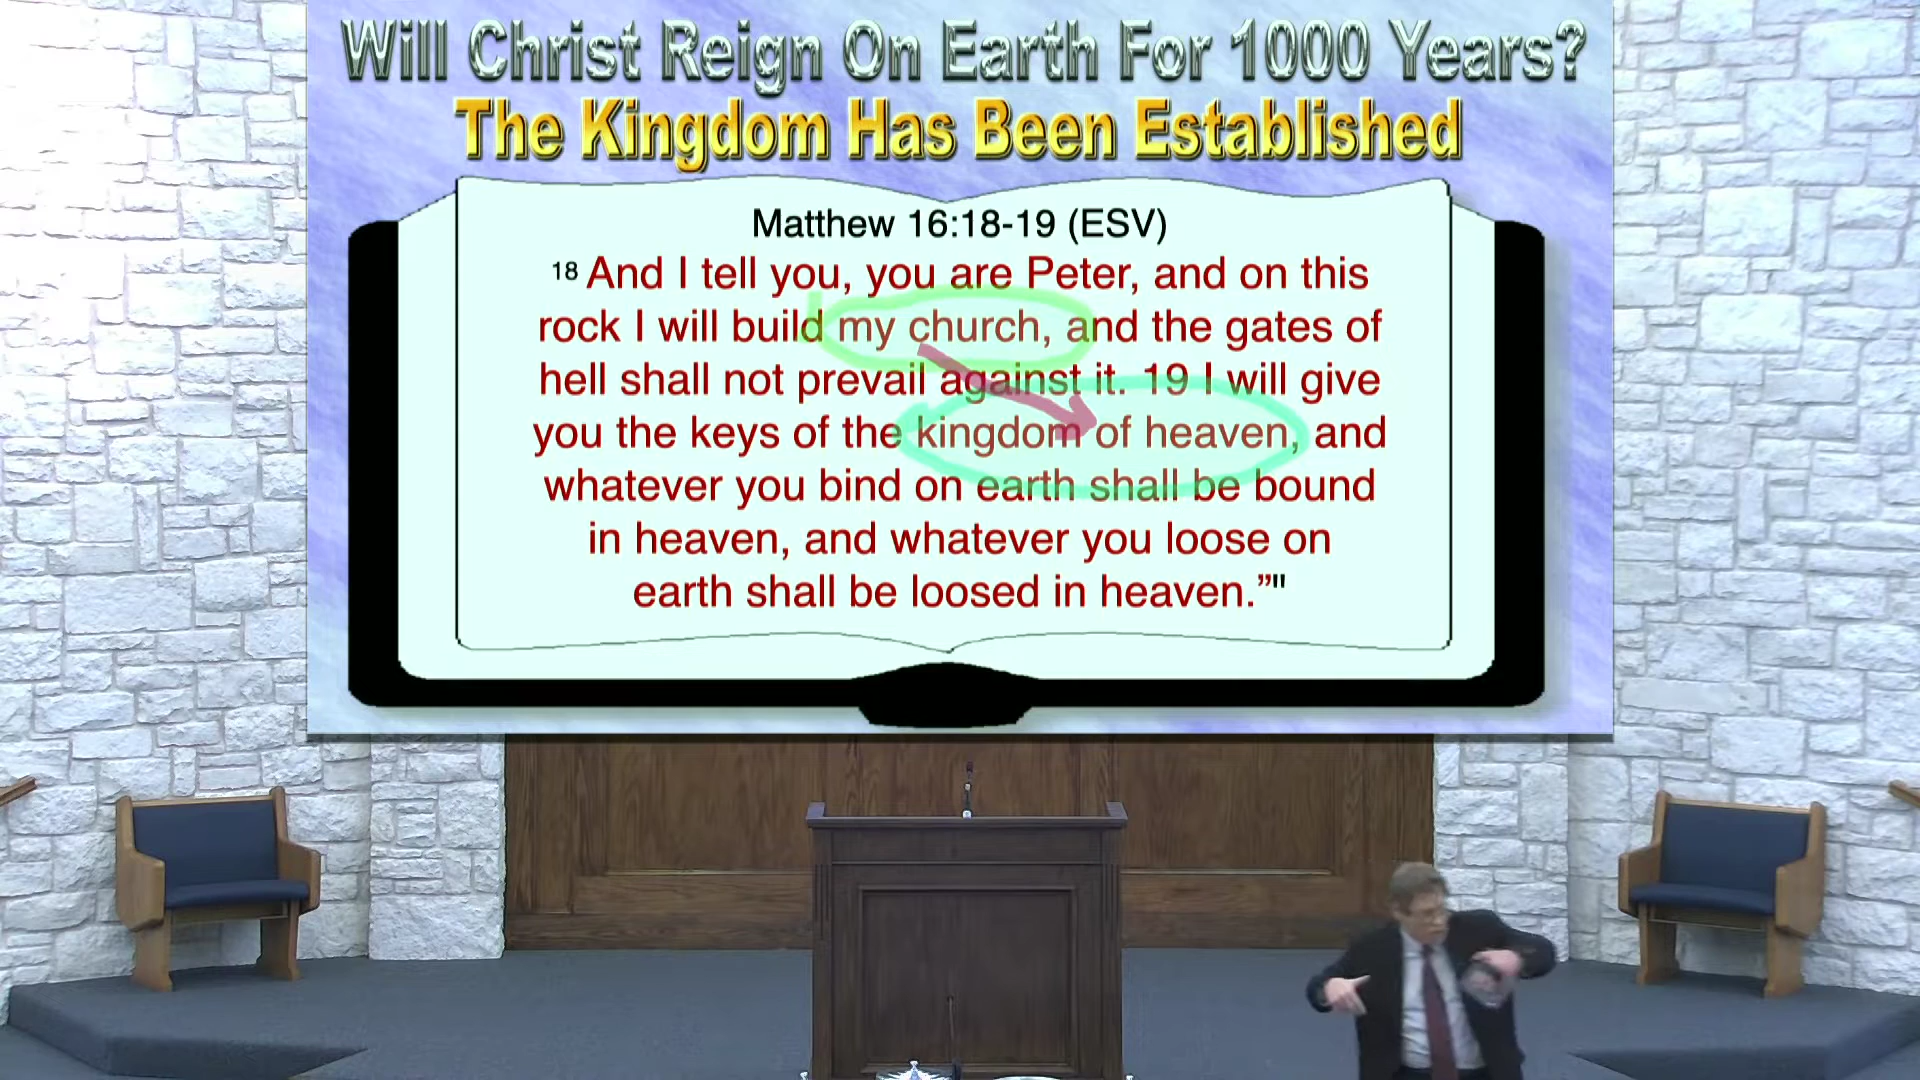 Will Christ Reign On Earth For 1000 Years?
The Kingdom Has Been Established
Matthew 16:18-19 (ESV)
18 And I tell you, you are Peter, and on this
rock I will build my church, and the gates of
hell shall not prevail against it. 19 I will give
you the keys of the kingdom of heaven, and
whatever you bind on earth shall be bound
in heaven, and whatever you loose on
earth shall be loosed in heaven.”"